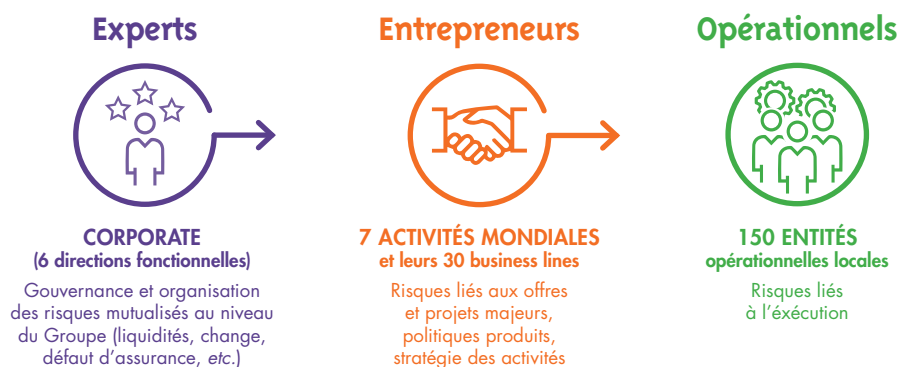 Experts
CORPORATE
(6 directions fonctionnelles)
Gouvernance et organisation
des risques mutualisés au niveau
du Groupe (liquidités, change,
défaut d'assurance, etc.)
Entrepreneurs
7 ACTIVITÉS MONDIALES
et leurs 30 business lines
Risques liés aux offres
et projets majeurs,
politiques produits,
stratégie des activités
Opérationnels
150 ENTITÉS
opérationnelles locales
Risques liés
à l'éxécution